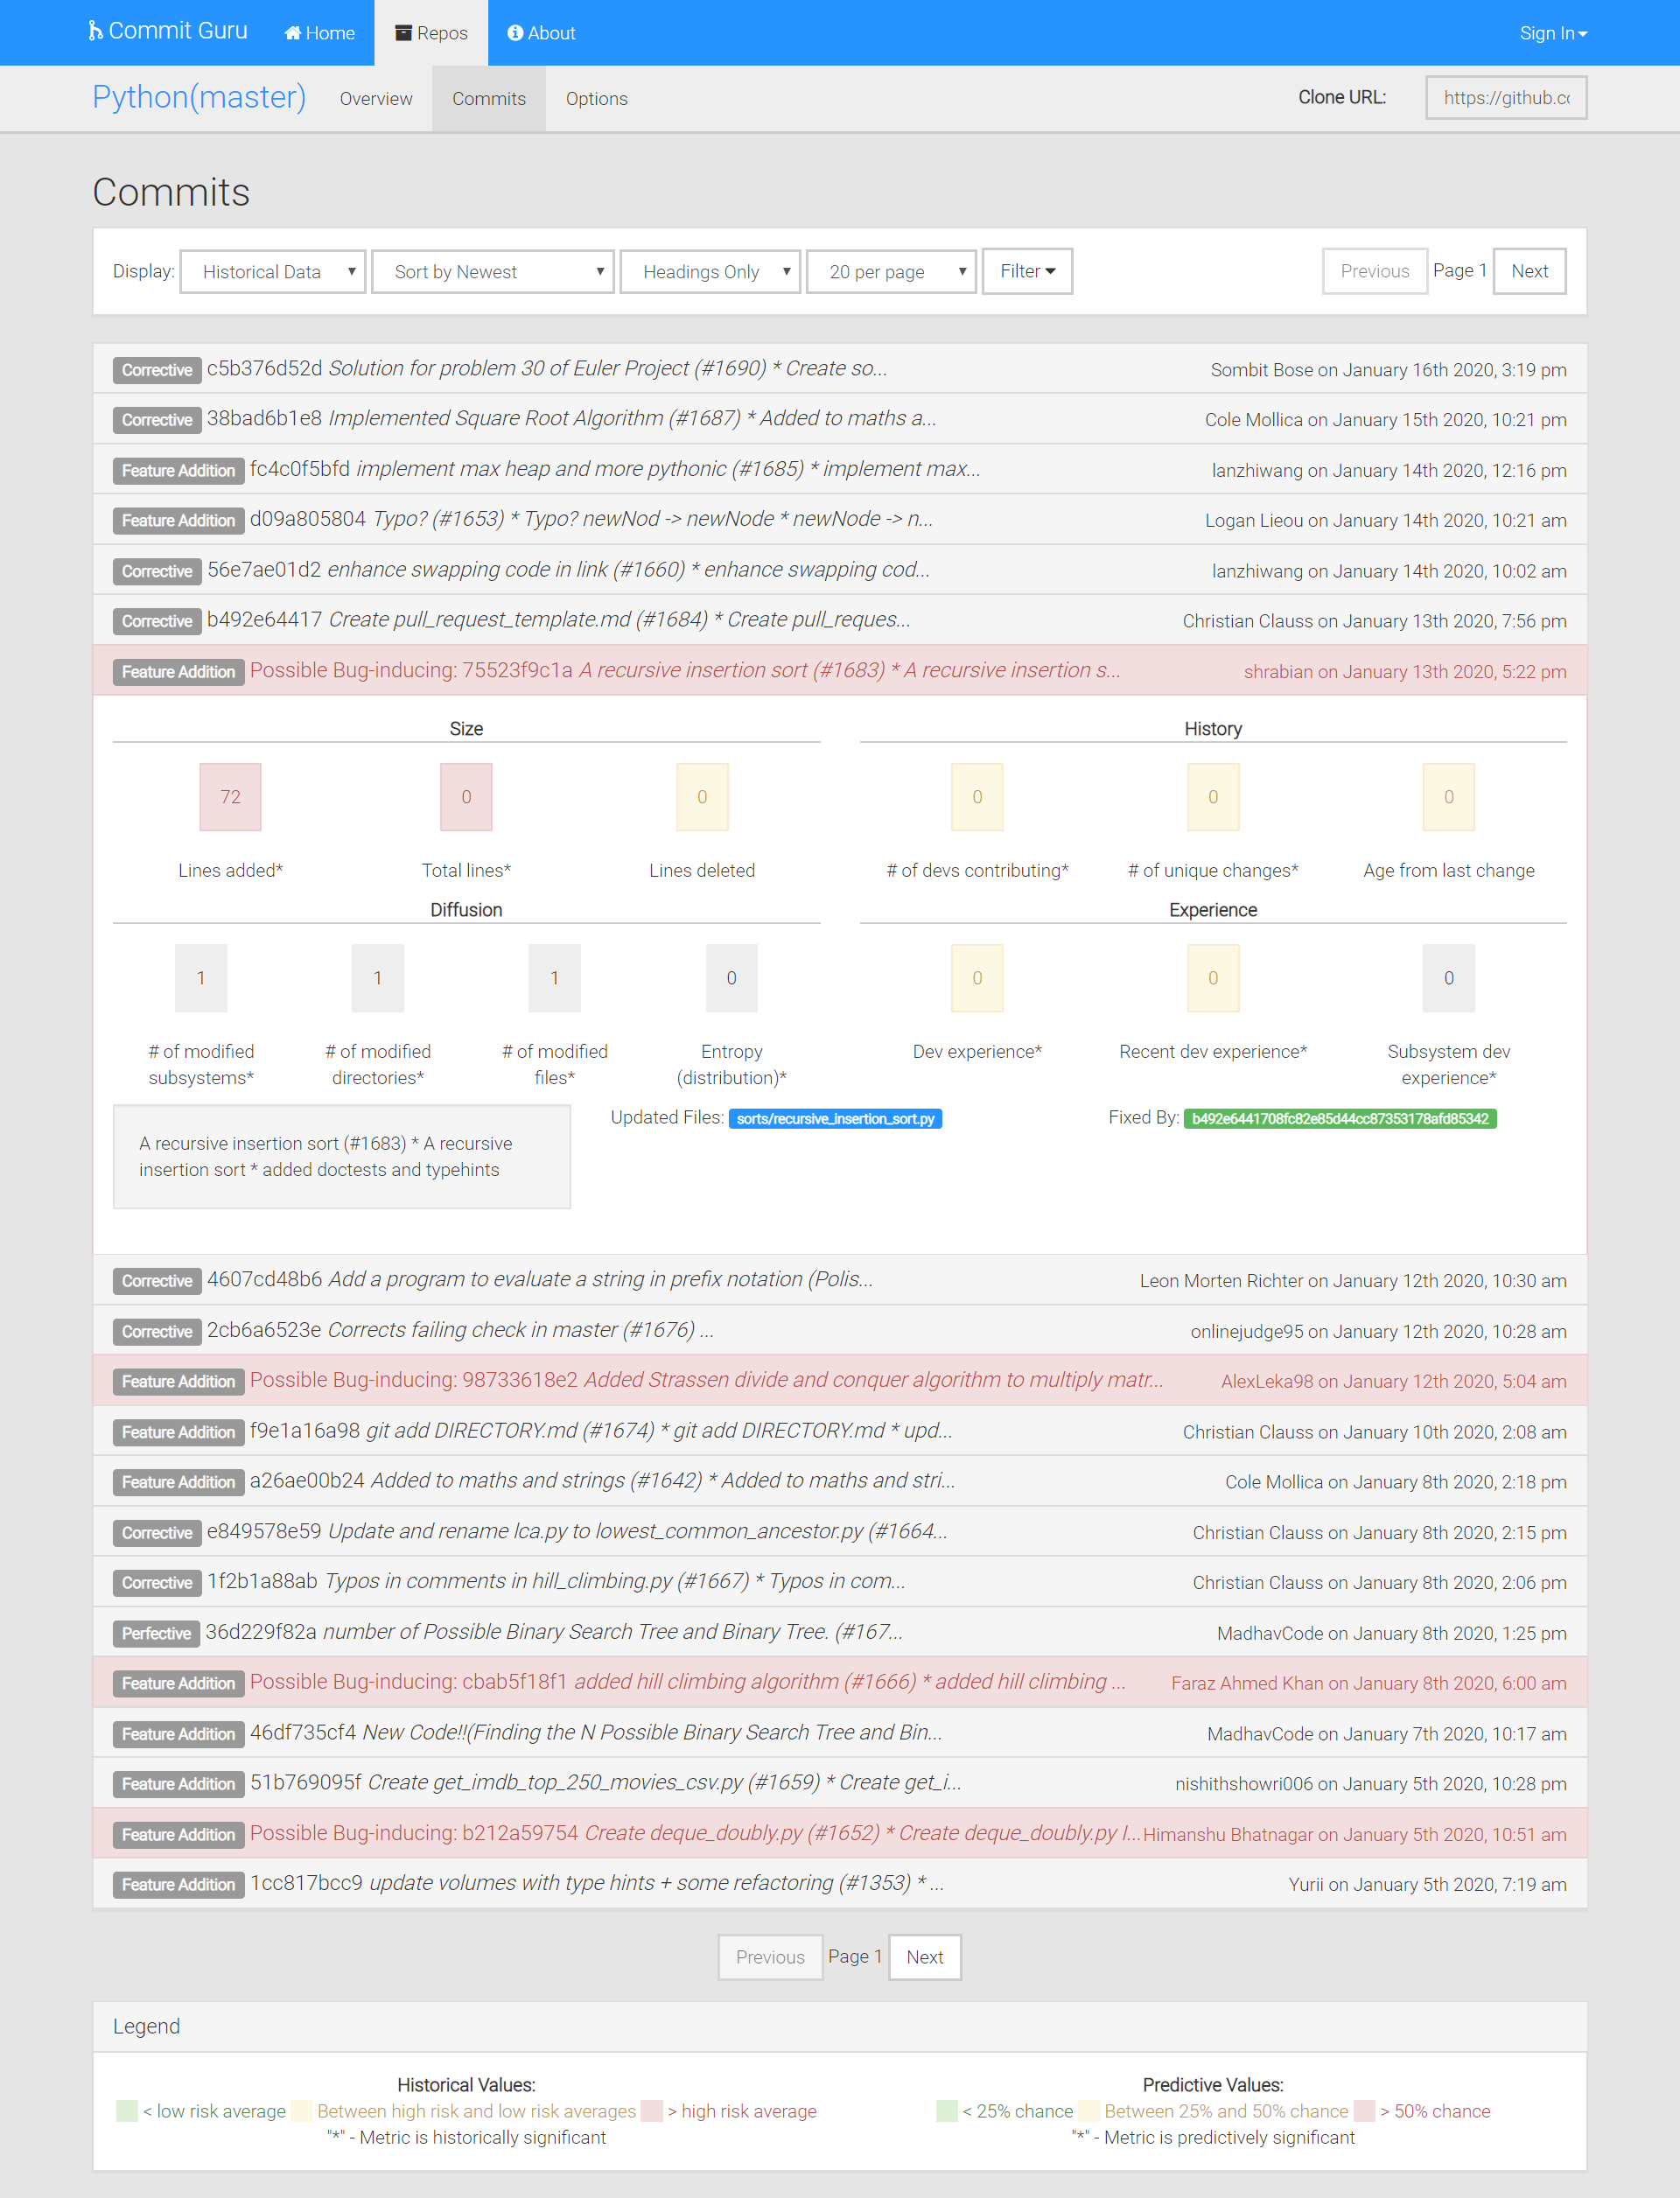 Commit Guru Home Repos About Sign In
Python(master) Overview Commits Options Clone URL: https://github.cc
Commits
Display: Historical Data Sort by Newest Headings Only 20 per page Filter Previous Page 1 Next
Corrective c5b376d52d Solution for problem 30 of Euler Project (#1690) * Create so... Sombit Bose on January 16th 2020, 3:19 pm
Corrective 38bad6b1e8 Implemented Square Root Algorithm (#1687) * Added to maths a... Cole Mollica on January 15th 2020, 10:21 pm
Feature Addition fc4c0f5bfd implement max heap and more pythonic (#1685) * implement max... lanzhiwang on January 14th 2020, 12:16 pm
Feature Addition d09a805804 Typo? (#1653) * Typo? newNod -> newNode * newNode -> n... Logan Lieou on January 14th 2020, 10:21 am
Corrective 56e7ae01d2 enhance swapping code in link (#1660) * enhance swapping cod... lanzhiwang on January 14th 2020, 10:02 am
Corrective b492e64417 Create pull_request_template.md (#1684) * Create pull_reques... Christian Clauss on January 13th 2020, 7:56 pm
Feature Addition Possible Bug-inducing: 75523f9c1a A recursive insertion sort (#1683) * A recursive insertion s... shrabian on January 13th 2020, 5:22 pm
Size History
72 0 0 0 0 0
Lines added* Total lines* Lines deleted # of devs contributing* # of unique changes* Age from last change
Diffusion Experience
1 1 1 0 0 0 0
# of modified # of modified # of modified Entropy Dev experience* Recent dev experience* Subsystem dev
subsystems* directories* files* (distribution)* experience*
Updated Files: sorts/recursive_insertion_sort.py Fixed By: b492e6441708fc82e85d44cc87353178afd85342
A recursive insertion sort (#1683) * A recursive
insertion sort * added doctests and typehints
Corrective 4607cd48b6 Add a program to evaluate a string in prefix notation (Polis... Leon Morten Richter on January 12th 2020, 10:30 am
Corrective 2cb6a6523e Corrects failing check in master (#1676) ... onlinejudge95 on January 12th 2020, 10:28 am
Feature Addition Possible Bug-inducing: 98733618e2 Added Strassen divide and conquer algorithm to multiply matr... AlexLeka98 on January 12th 2020, 5:04 am
Feature Addition f9e1a16a98 git add DIRECTORY.md (#1674) * git add DIRECTORY.md * upd... Christian Clauss on January 10th 2020, 2:08 am
Feature Addition a26ae00b24 Added to maths and strings (#1642) * Added to maths and stri... Cole Mollica on January 8th 2020, 2:18 pm
Corrective e849578e59 Update and rename lca.py to lowest_common_ancestor.py (#1664... Christian Clauss on January 8th 2020, 2:15 pm
Corrective 1f2b1a88ab Typos in comments in hill_climbing.py (#1667) * Typos in com... Christian Clauss on January 8th 2020, 2:06 pm
Perfective 36d229f82a number of Possible Binary Search Tree and Binary Tree. (#167... MadhavCode on January 8th 2020, 1:25 pm
Feature Addition Possible Bug-inducing: cbab5f18f1 added hill climbing algorithm (#1666) * added hill climbing ... Faraz Ahmed Khan on January 8th 2020, 6:00 am
Feature Addition 46df735cf4 New Code!!(Finding the N Possible Binary Search Tree and Bin... MadhavCode on January 7th 2020, 10:17 am
Feature Addition 51b769095f Create get_imdb_top_250_movies_csv.py (#1659) * Create get_i... nishithshowri006 on January 5th 2020, 10:28 pm
Feature Addition Possible Bug-inducing: b212a59754 Create deque_doubly.py (#1652) * Create deque_doubly.py I... Himanshu Bhatnagar on January 5th 2020, 10:51 am
Feature Addition 1cc817bcc9 update volumes with type hints + some refactoring (#1353) * ... Yurii on January 5th 2020, 7:19 am
Previous Page 1 Next
Legend
Historical Values: Predictive Values:
< low risk average Between high risk and low risk averages > high risk average < 25% chance Between 25% and 50% chance > 50% chance
"*" - Metric is historically significant "*" - Metric is predictively significant